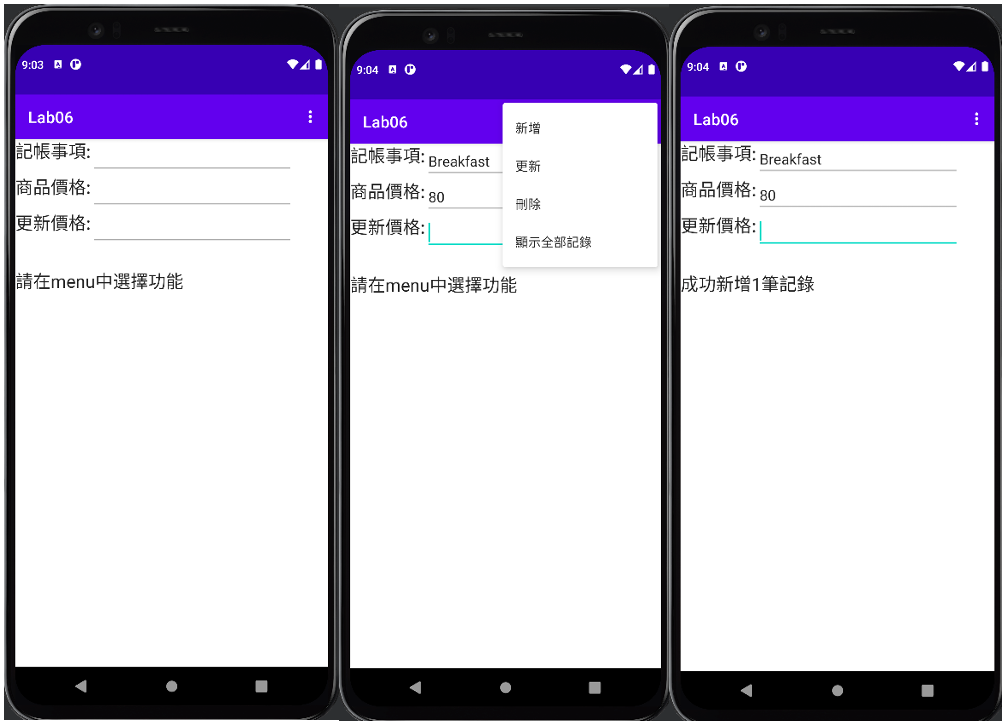 9:03
Lab06
記帳事項:
商品價格:
更新價格:
請在menu中選擇功能
9:04
Lab06
新增
更新
刪除
顯示全部記錄
記帳事項: Breakfast
商品價格: 80
更新價格:
請在menu中選擇功能
9:04
Lab06
記帳事項: Breakfast
商品價格: 80
更新價格:
成功新增1筆記錄